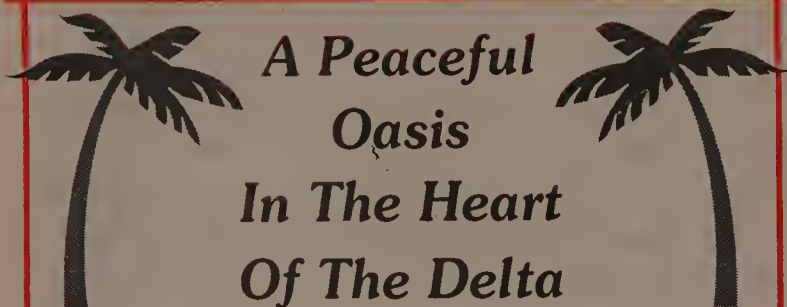 A Peaceful
Oasis
In The Heart
Of The Delta